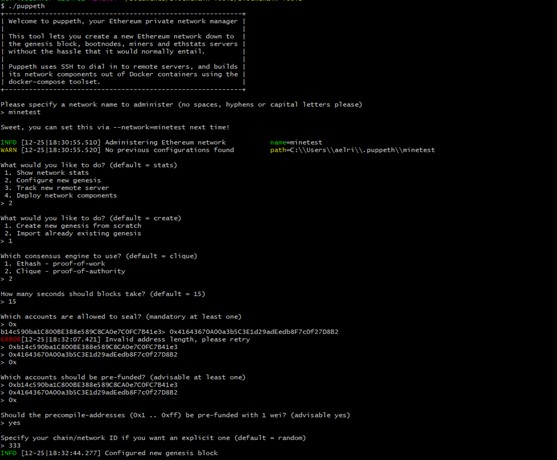 $ ./puppeth
+-----------------------------------------------------------+
| Welcome to puppeth, your Ethereum private network manager |
|                                                           |
| This tool lets you create a new Ethereum network down to  |
| the genesis block, bootnodes, miners and ethstats servers |
| without the hassle that it would normally entail.         |
|                                                           |
| Puppeth uses SSH to dial in to remote servers, and builds |
| its network components out of Docker containers using the |
| docker-compose toolset.                                   |
+-----------------------------------------------------------+
Please specify a network name to administer (no spaces, hyphens or capital letters please)
> minetest
Sweet, you can set this via --network=minetest next time!
INFO [12-25|18:30:55.510] Administering Ethereum network name=minetest
WARN [12-25|18:30:55.520] No previous configurations found path=C:\\Users\\aelri\\.puppeth\\minetest
What would you like to do? (default = stats)
1. Show network stats
2. Configure new genesis
3. Track new remote server
4. Deploy network components
> 2
What would you like to do? (default = create)
1. Create new genesis from scratch
2. Import already existing genesis
> 1
Which consensus engine to use? (default = clique)
1. Ethash - proof-of-work
2. Clique - proof-of-authority
> 2
How many seconds should blocks take? (default = 15)
> 15
Which accounts are allowed to seal? (mandatory at least one)
> 0x
b14c590ba1C800BE388e589C8CA0e7C0FC7B41e3> 0x41643670A00a3b5C3E1d29adEedb8F7cOf27D8B2
ERROR[12-25|18:32:07.421] Invalid address length, please retry
> 0xb14c590ba1C800BE388e589C8CA0e7C0FC7B41e3
> 0x41643670A00a3b5C3E1d29adEedb8F7cOf27D8B2
> 0x
Which accounts should be pre-funded? (advisable at least one)
> 0xb14c590ba1C800BE388e589C8CA0e7C0FC7B41e3
> 0x41643670A00a3b5C3E1d29adEedb8F7cOf27D8B2
> 0x
Should the precompile-addresses (0x1 .. 0xff) be pre-funded with 1 wei? (advisable yes)
> yes
Specify your chain/network ID if you want an explicit one (default = random)
> 333
INFO [12-25|18:32:44.277] Configured new genesis block